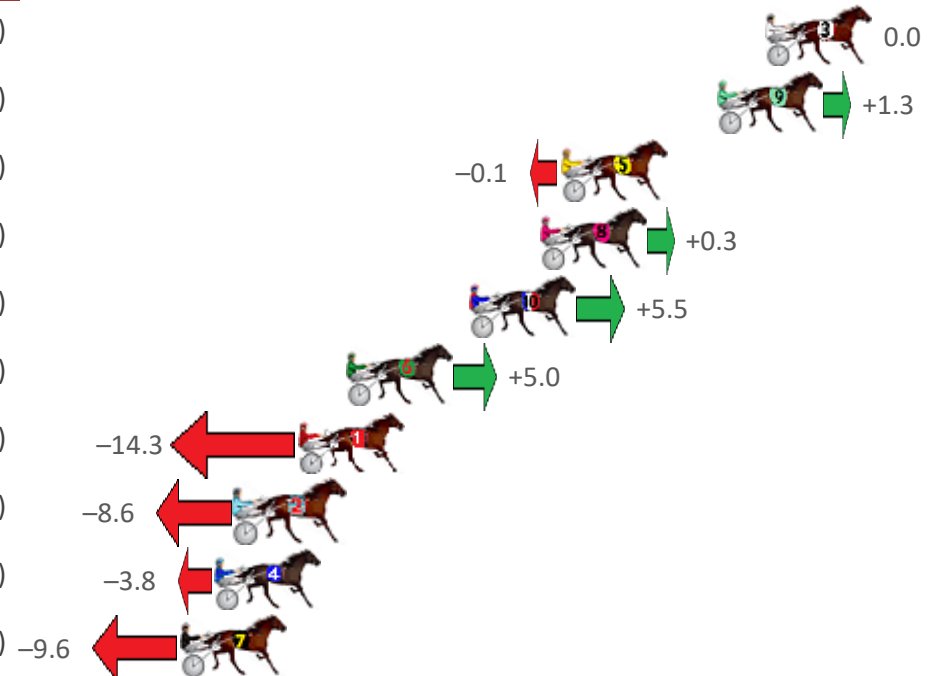 ) 3 0.0
) 9 +1.3
) –0.1 5
) 8 +0.3
) 10 +5.5
) 6 +5.0
) –14.3 1
) –8.6 2
) –3.8 4
) –9.6 7